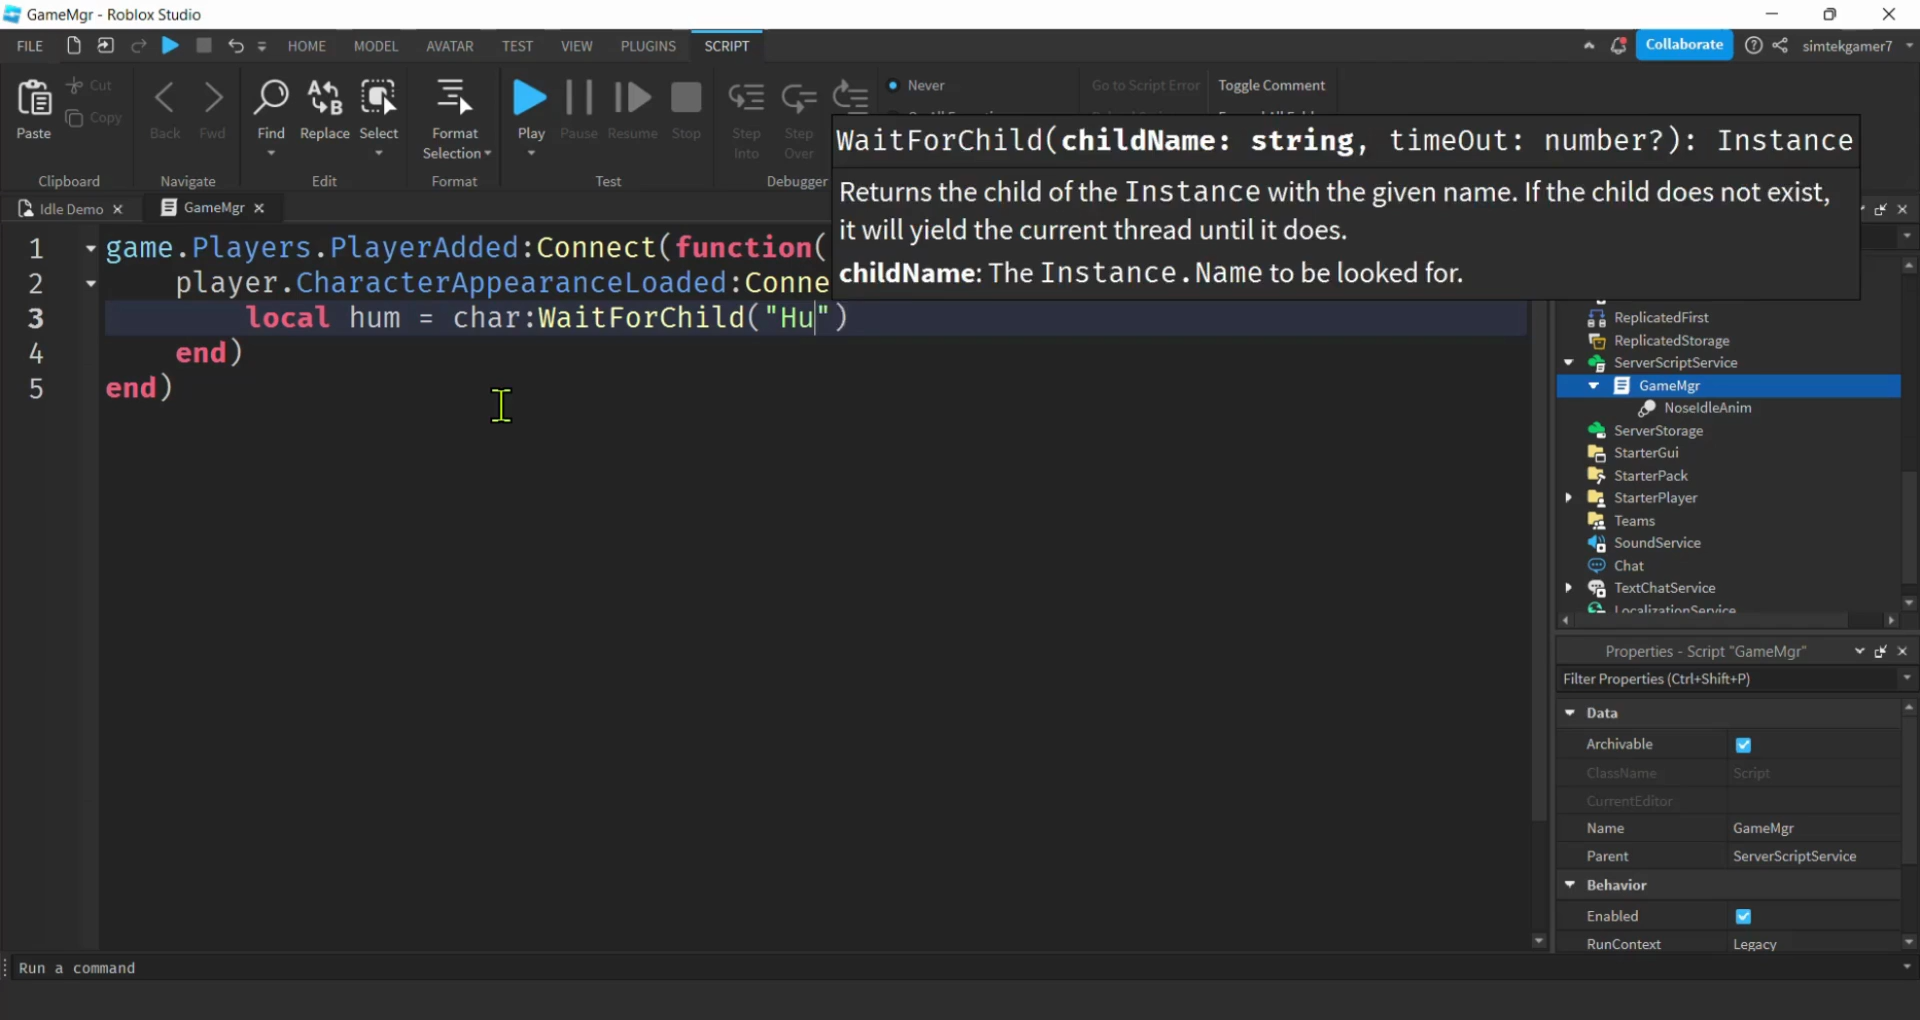 GameMgr - Roblox Studio
FILE HOME MODEL AVATAR TEST VIEW PLUGINS SCRIPT Collaborate simtekgamer7
Paste Cut Copy Back Fwd Find Replace Select Format Selection Play Pause Resume Stop Step Into Step Over
Never Go to Script Error Toggle Comment
Clipboard Navigate Edit Format Test Debugger
WaitForChild(childName: string, timeOut: number?): Instance
Returns the child of the Instance with the given name. If the child does not exist,
it will yield the current thread until it does.
childName: The Instance.Name to be looked for.
Idle Demo GameMgr
1 game.Players.PlayerAdded:Connect(function(
2 player.CharacterAppearanceLoaded:Conne
3 local hum = char:WaitForChild("Hu")
4 end)
5 end)
ReplicatedFirst
ReplicatedStorage
ServerScriptService
GameMgr
NoseIdleAnim
ServerStorage
StarterGui
StarterPack
StarterPlayer
Teams
SoundService
Chat
TextChatService
LocalizationService
Properties - Script "GameMgr"
Filter Properties (Ctrl+Shift+P)
Data
Archivable
ClassName Script
CurrentEditor
Name GameMgr
Parent ServerScriptService
Behavior
Enabled
RunContext Legacy
Run a command